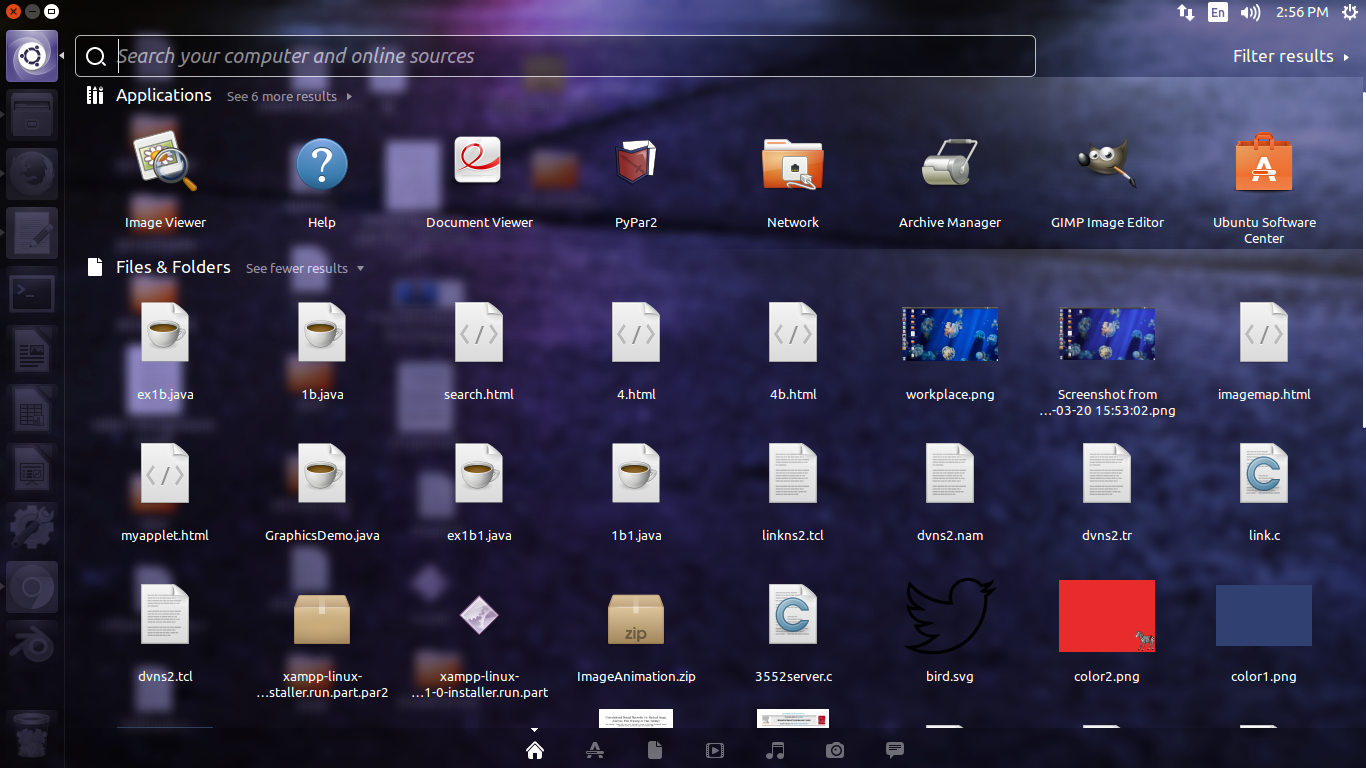 En
2:56 PM
Search your computer and online sources
Filter results
Applications See 6 more results
Image Viewer
Help
Document Viewer
PyPar2
Network
Archive Manager
GIMP Image Editor
Ubuntu Software
Center
Files & Folders See fewer results
ex1b.java
1b.java
search.html
4.html
4b.html
workplace.png
Screenshot from
...-03-20 15:53:02.png
imagemap.html
myapplet.html
GraphicsDemo.java
ex1b1.java
1b1.java
linkns2.tcl
dvns2.nam
dvns2.tr
link.c
dvns2.tcl
xampp-linux-
...staller.run.part.par2
xampp-linux-
...1-0-installer.run.part
zip
ImageAnimation.zip
3552server.c
bird.svg
color2.png
color1.png